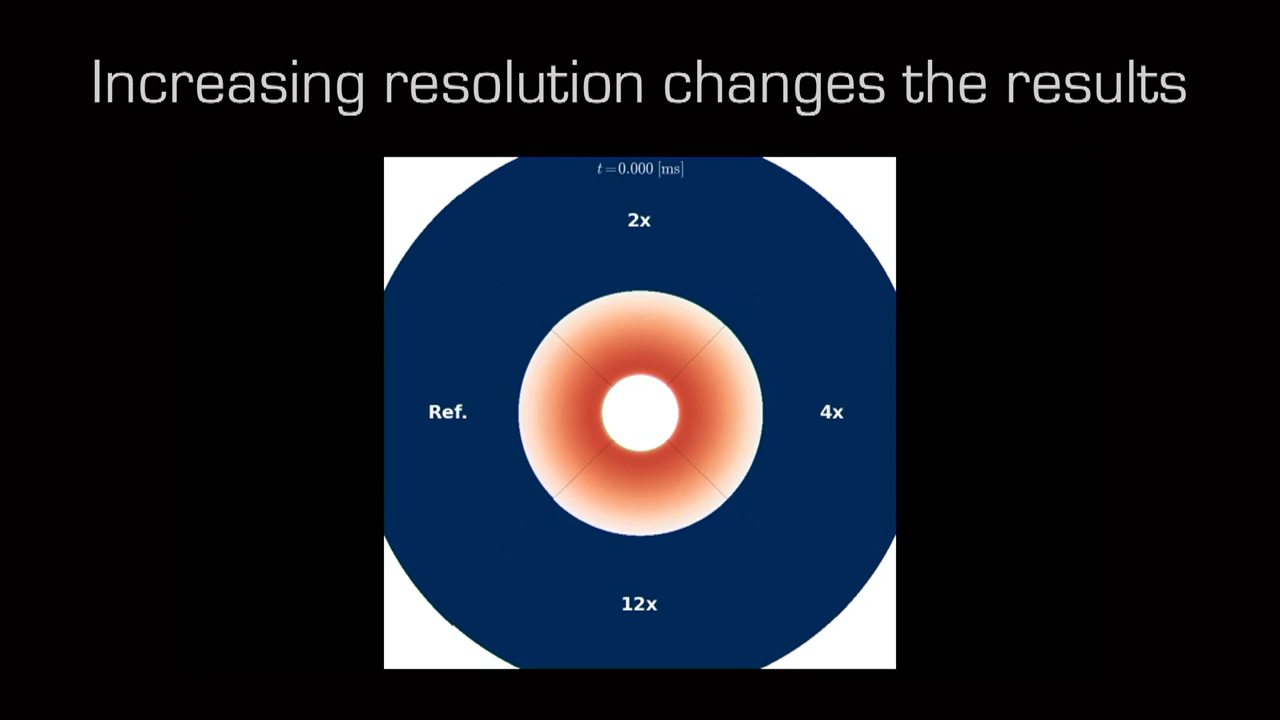 Increasing resolution changes the results
t=0.000 [ms]
2x
Ref.
4x
12x